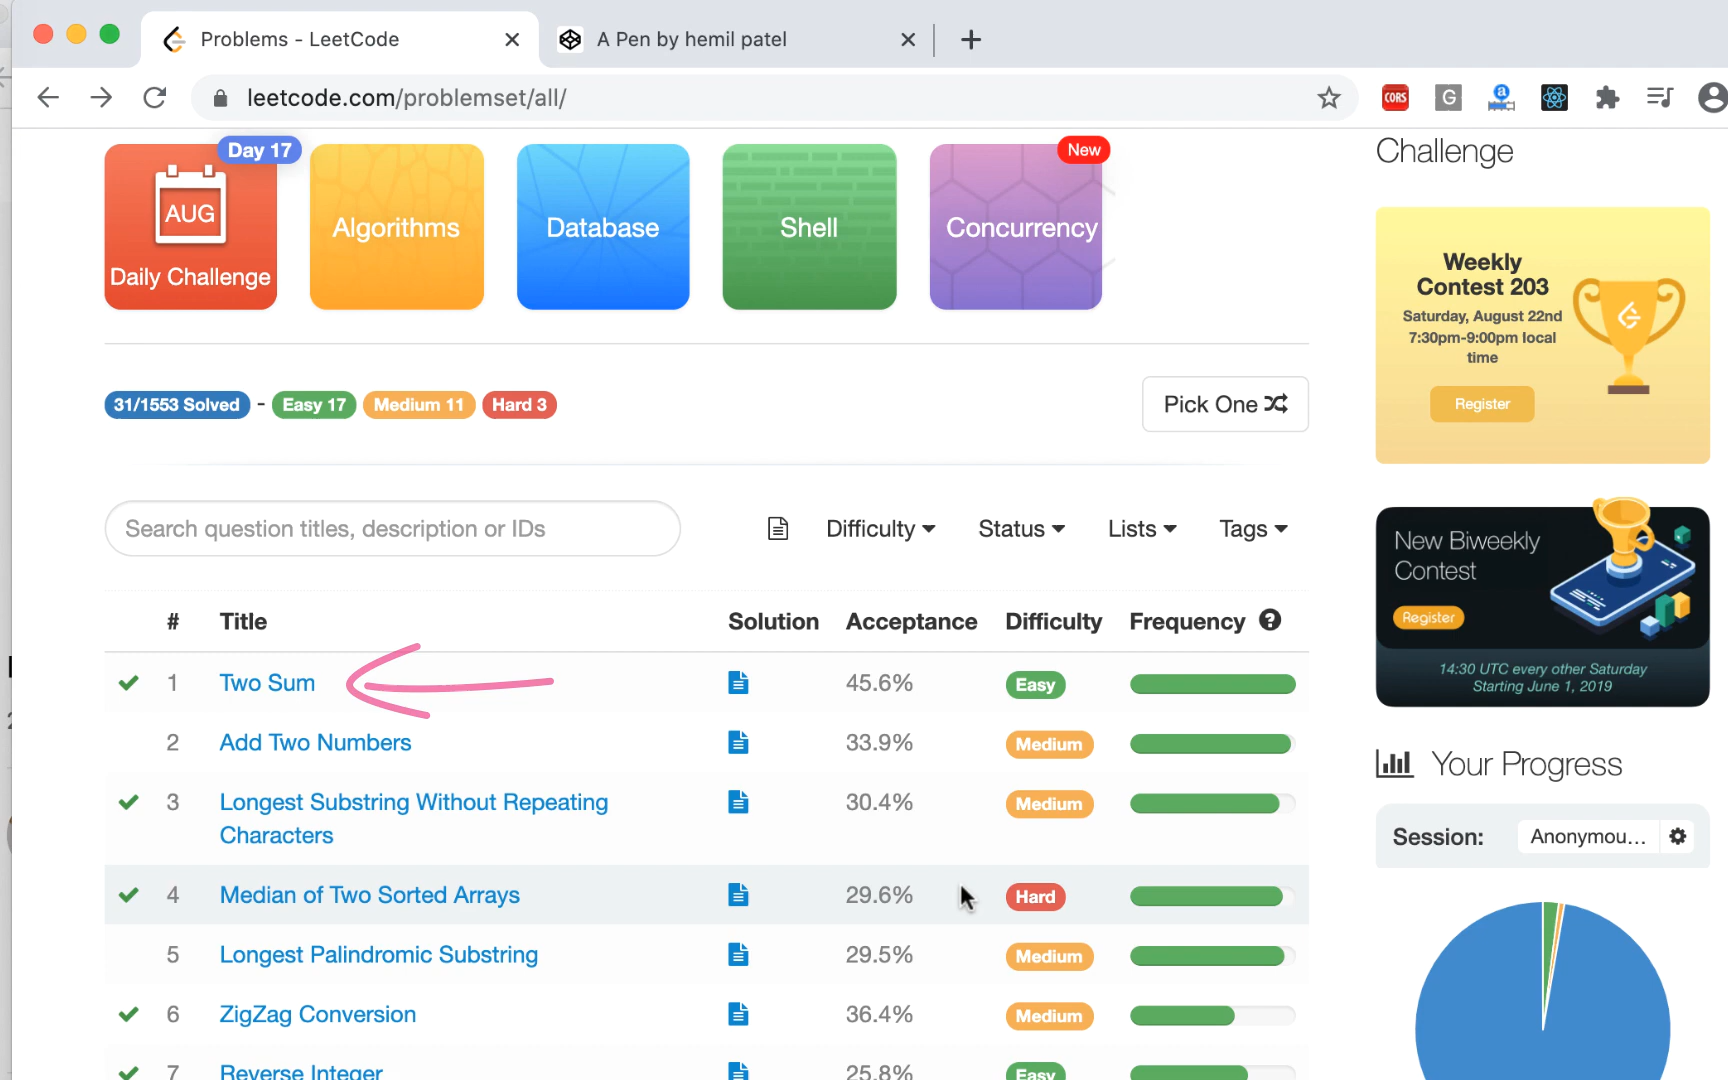 Problems - LeetCode
A Pen by hemil patel
leetcode.com/problemset/all/
CORS
G
a
Day 17
AUG
Daily Challenge
Algorithms
Database
Shell
New
Concurrency
Challenge
Weekly
Contest 203
Saturday, August 22nd
7:30pm-9:00pm local
time
Register
31/1553 Solved - Easy 17 Medium 11 Hard 3
Pick One
New Biweekly
Contest
Register
14:30 UTC every other Saturday
Starting June 1, 2019
Search question titles, description or IDs
Difficulty Status Lists Tags
# Title Solution Acceptance Difficulty Frequency ?
1 Two Sum 45.6% Easy
2 Add Two Numbers 33.9% Medium
3 Longest Substring Without Repeating
Characters 30.4% Medium
4 Median of Two Sorted Arrays 29.6% Hard
5 Longest Palindromic Substring 29.5% Medium
6 ZigZag Conversion 36.4% Medium
7 Reverse Integer 25.8% Easy
Your Progress
Session: Anonymou...